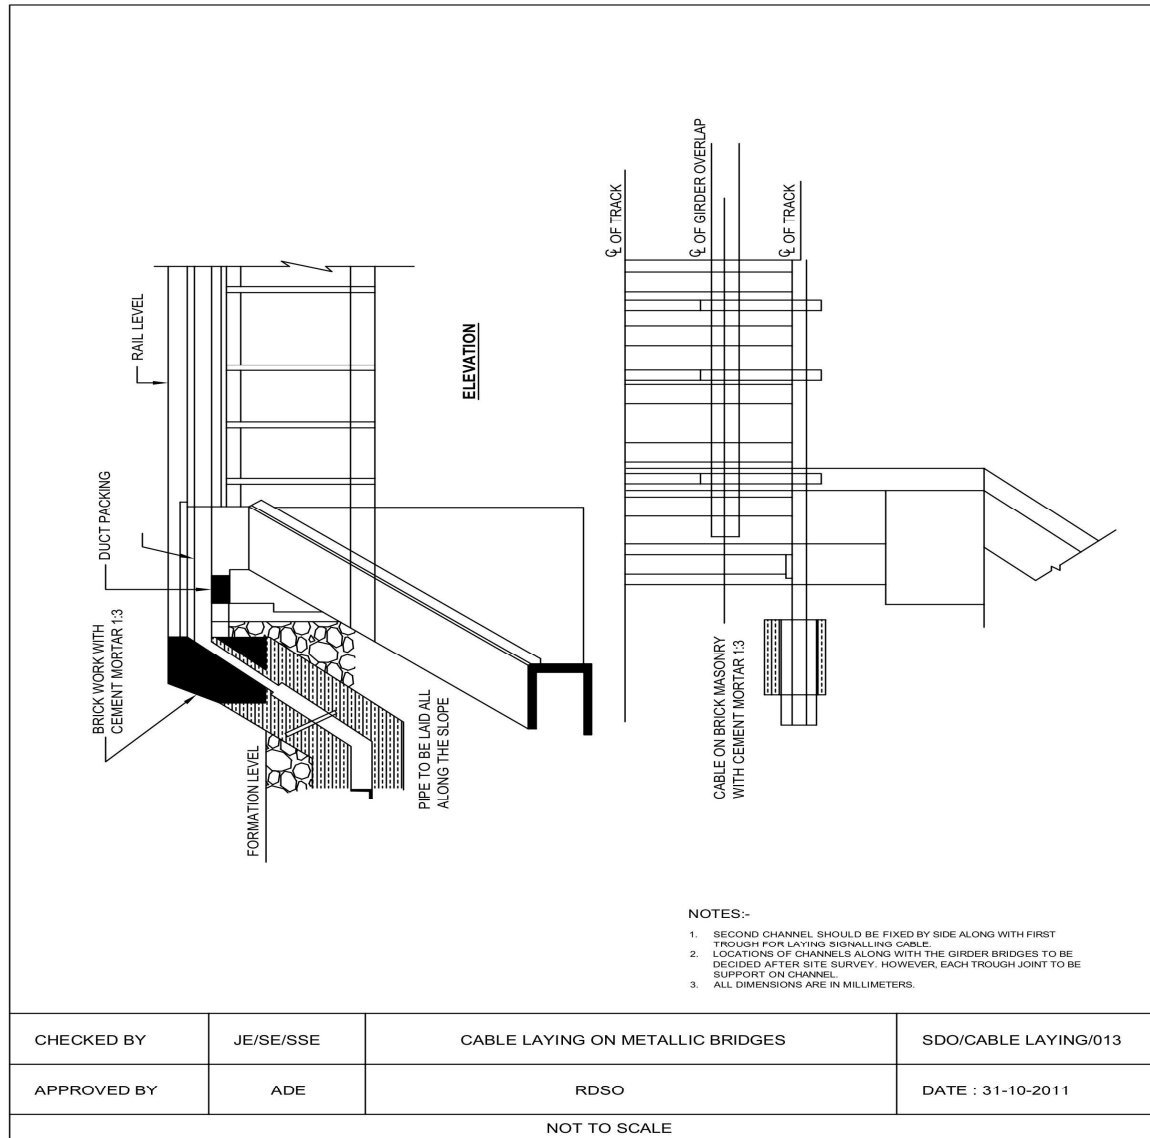 RAIL LEVEL
DUCT PACKING
BRICK WORK WITH
CEMENT MORTAR 1:3
FORMATION LEVEL
PIPE TO BE LAID ALL
ALONG THE SLOPE
ELEVATION
℄ OF TRACK
℄ OF GIRDER OVERLAP
℄ OF TRACK
CABLE ON BRICK MASONRY
WITH CEMENT MORTAR 1:3
NOTES:-
1. SECOND CHANNEL SHOULD BE FIXED BY SIDE ALONG WITH FIRST
TROUGH FOR LAYING SIGNALLING CABLE.
2. LOCATIONS OF CHANNELS ALONG WITH THE GIRDER BRIDGES TO BE
DECIDED AFTER SITE SURVEY. HOWEVER, EACH TROUGH JOINT TO BE
SUPPORT ON CHANNEL.
3. ALL DIMENSIONS ARE IN MILLIMETERS.
CHECKED BY JE/SE/SSE CABLE LAYING ON METALLIC BRIDGES SDO/CABLE LAYING/013
APPROVED BY ADE RDSO DATE : 31-10-2011
NOT TO SCALE